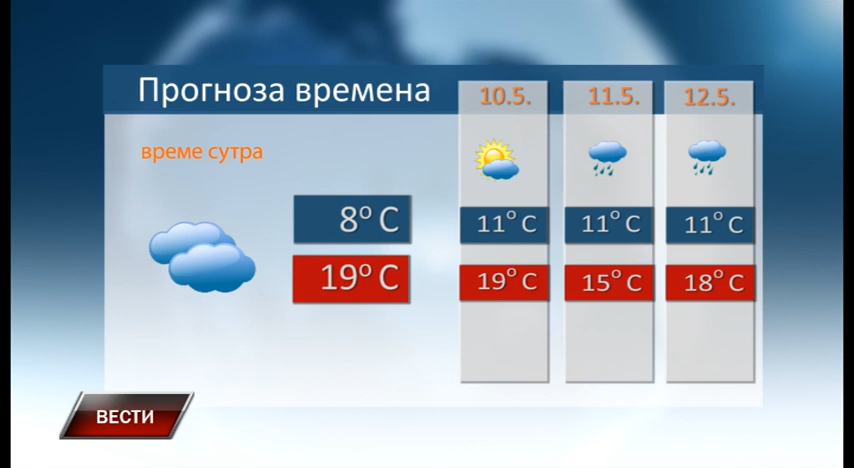 Прогноза времена
време сутра
8° C
19° C
10.5.
11° C
19° C
11.5.
11° C
15° C
12.5.
11° C
18° C
ВЕСТИ